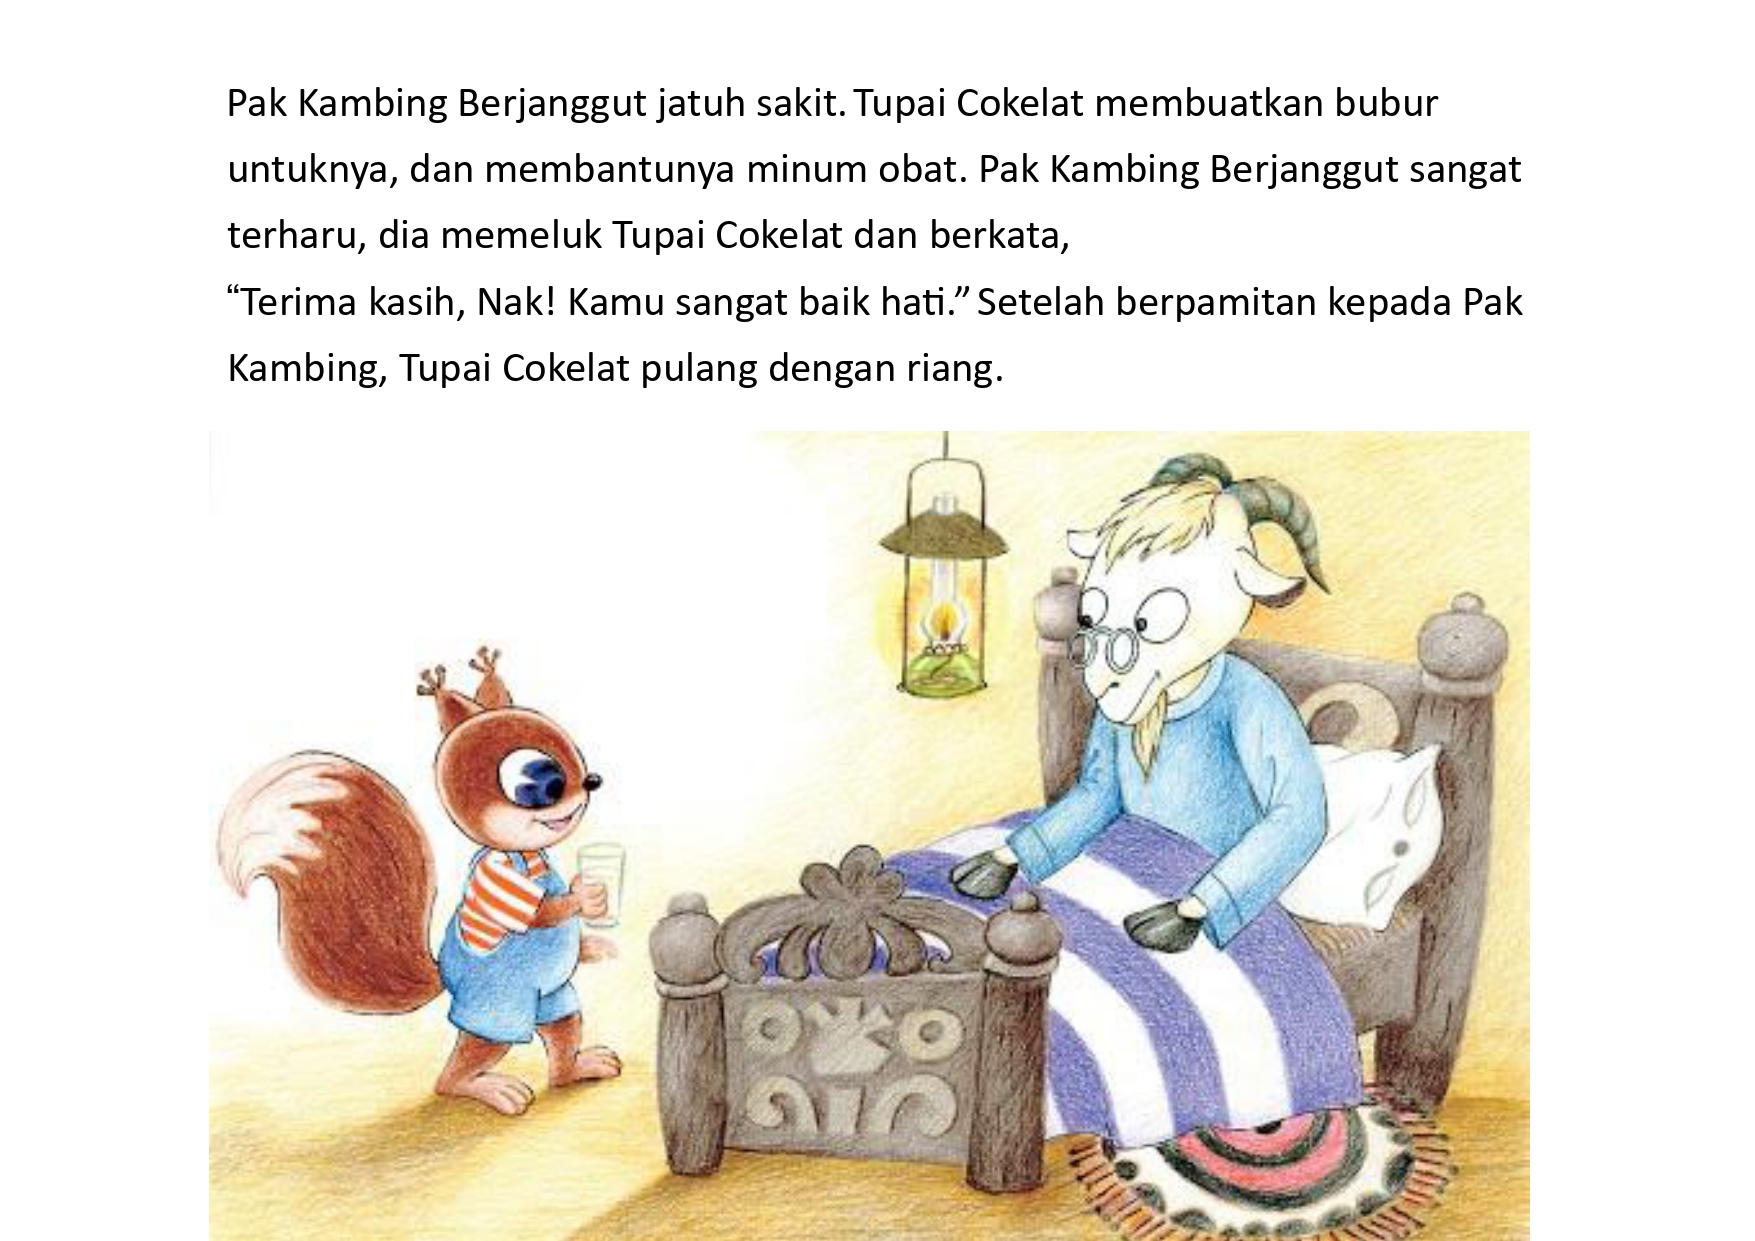 Pak Kambing Berjanggut jatuh sakit. Tupai Cokelat membuatkan bubur
untuknya, dan membantunya minum obat. Pak Kambing Berjanggut sangat
terharu, dia memeluk Tupai Cokelat dan berkata,
“Terima kasih, Nak! Kamu sangat baik hati.” Setelah berpamitan kepada Pak
Kambing, Tupai Cokelat pulang dengan riang.